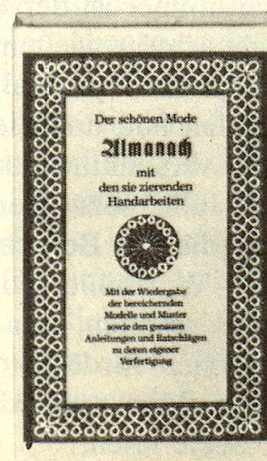 Der schönen Mode
Almanach
mit
den sie zierenden
Handarbeiten
Mit der Wiedergabe
der bereichernden
Modelle und Muster
sowie den genauen
Anleitungen und Ratschlägen
zu deren eigener
Verfertigung